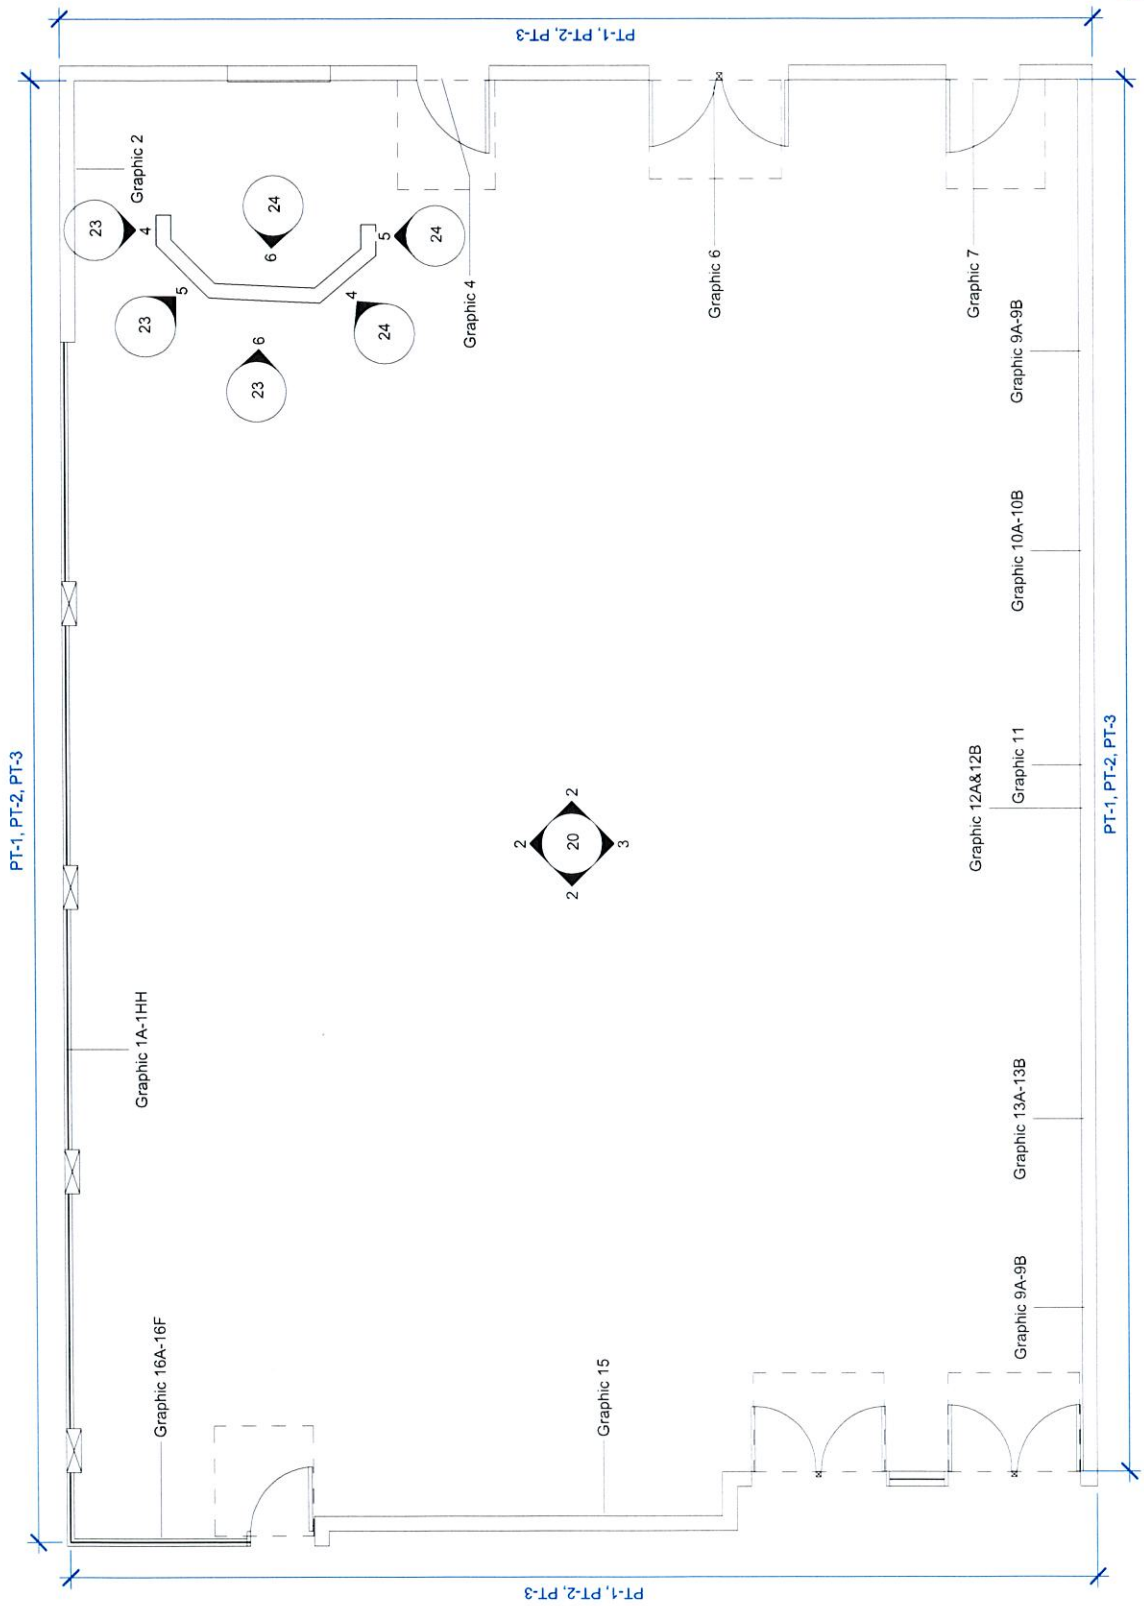 PT-1, PT-2, PT-3
PT-1, PT-2, PT-3
Graphic 16A-16F
Graphic 1A-1HH
Graphic 2
23
4
23
5
23
6
24
6
24
4
24
5
Graphic 4
Graphic 15
2
2
20
2
3
Graphic 6
Graphic 7
Graphic 12A&12B
Graphic 9A-9B
Graphic 13A-13B
Graphic 11
Graphic 10A-10B
Graphic 9A-9B
PT-1, PT-2, PT-3
PT-1, PT-2, PT-3